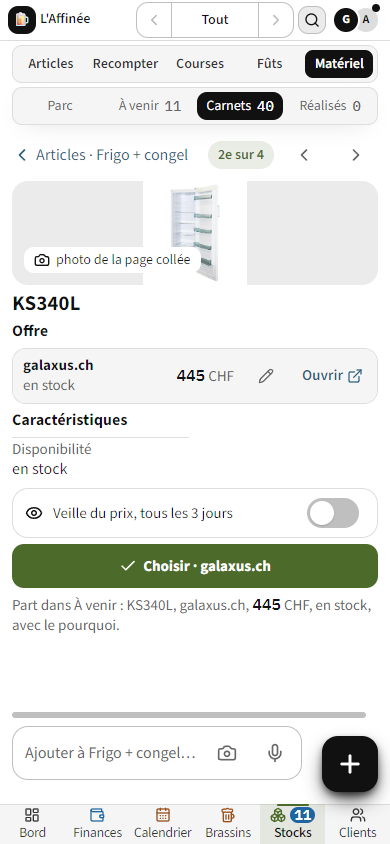 L'Affinée
Tout
G
A
Articles
Recompter
Courses
Fûts
Matériel
Parc
À venir 11
Carnets 40
Réalisés 0
Articles · Frigo + congel
2e sur 4
photo de la page collée
KS340L
Offre
galaxus.ch
en stock
445 CHF
Ouvrir
Caractéristiques
Disponibilité
en stock
Veille du prix, tous les 3 jours
Choisir · galaxus.ch
Part dans À venir : KS340L, galaxus.ch, 445 CHF, en stock,
avec le pourquoi.
Ajouter à Frigo + congel…
Bord
Finances
Calendrier
Brassins
11
Stocks
Clients